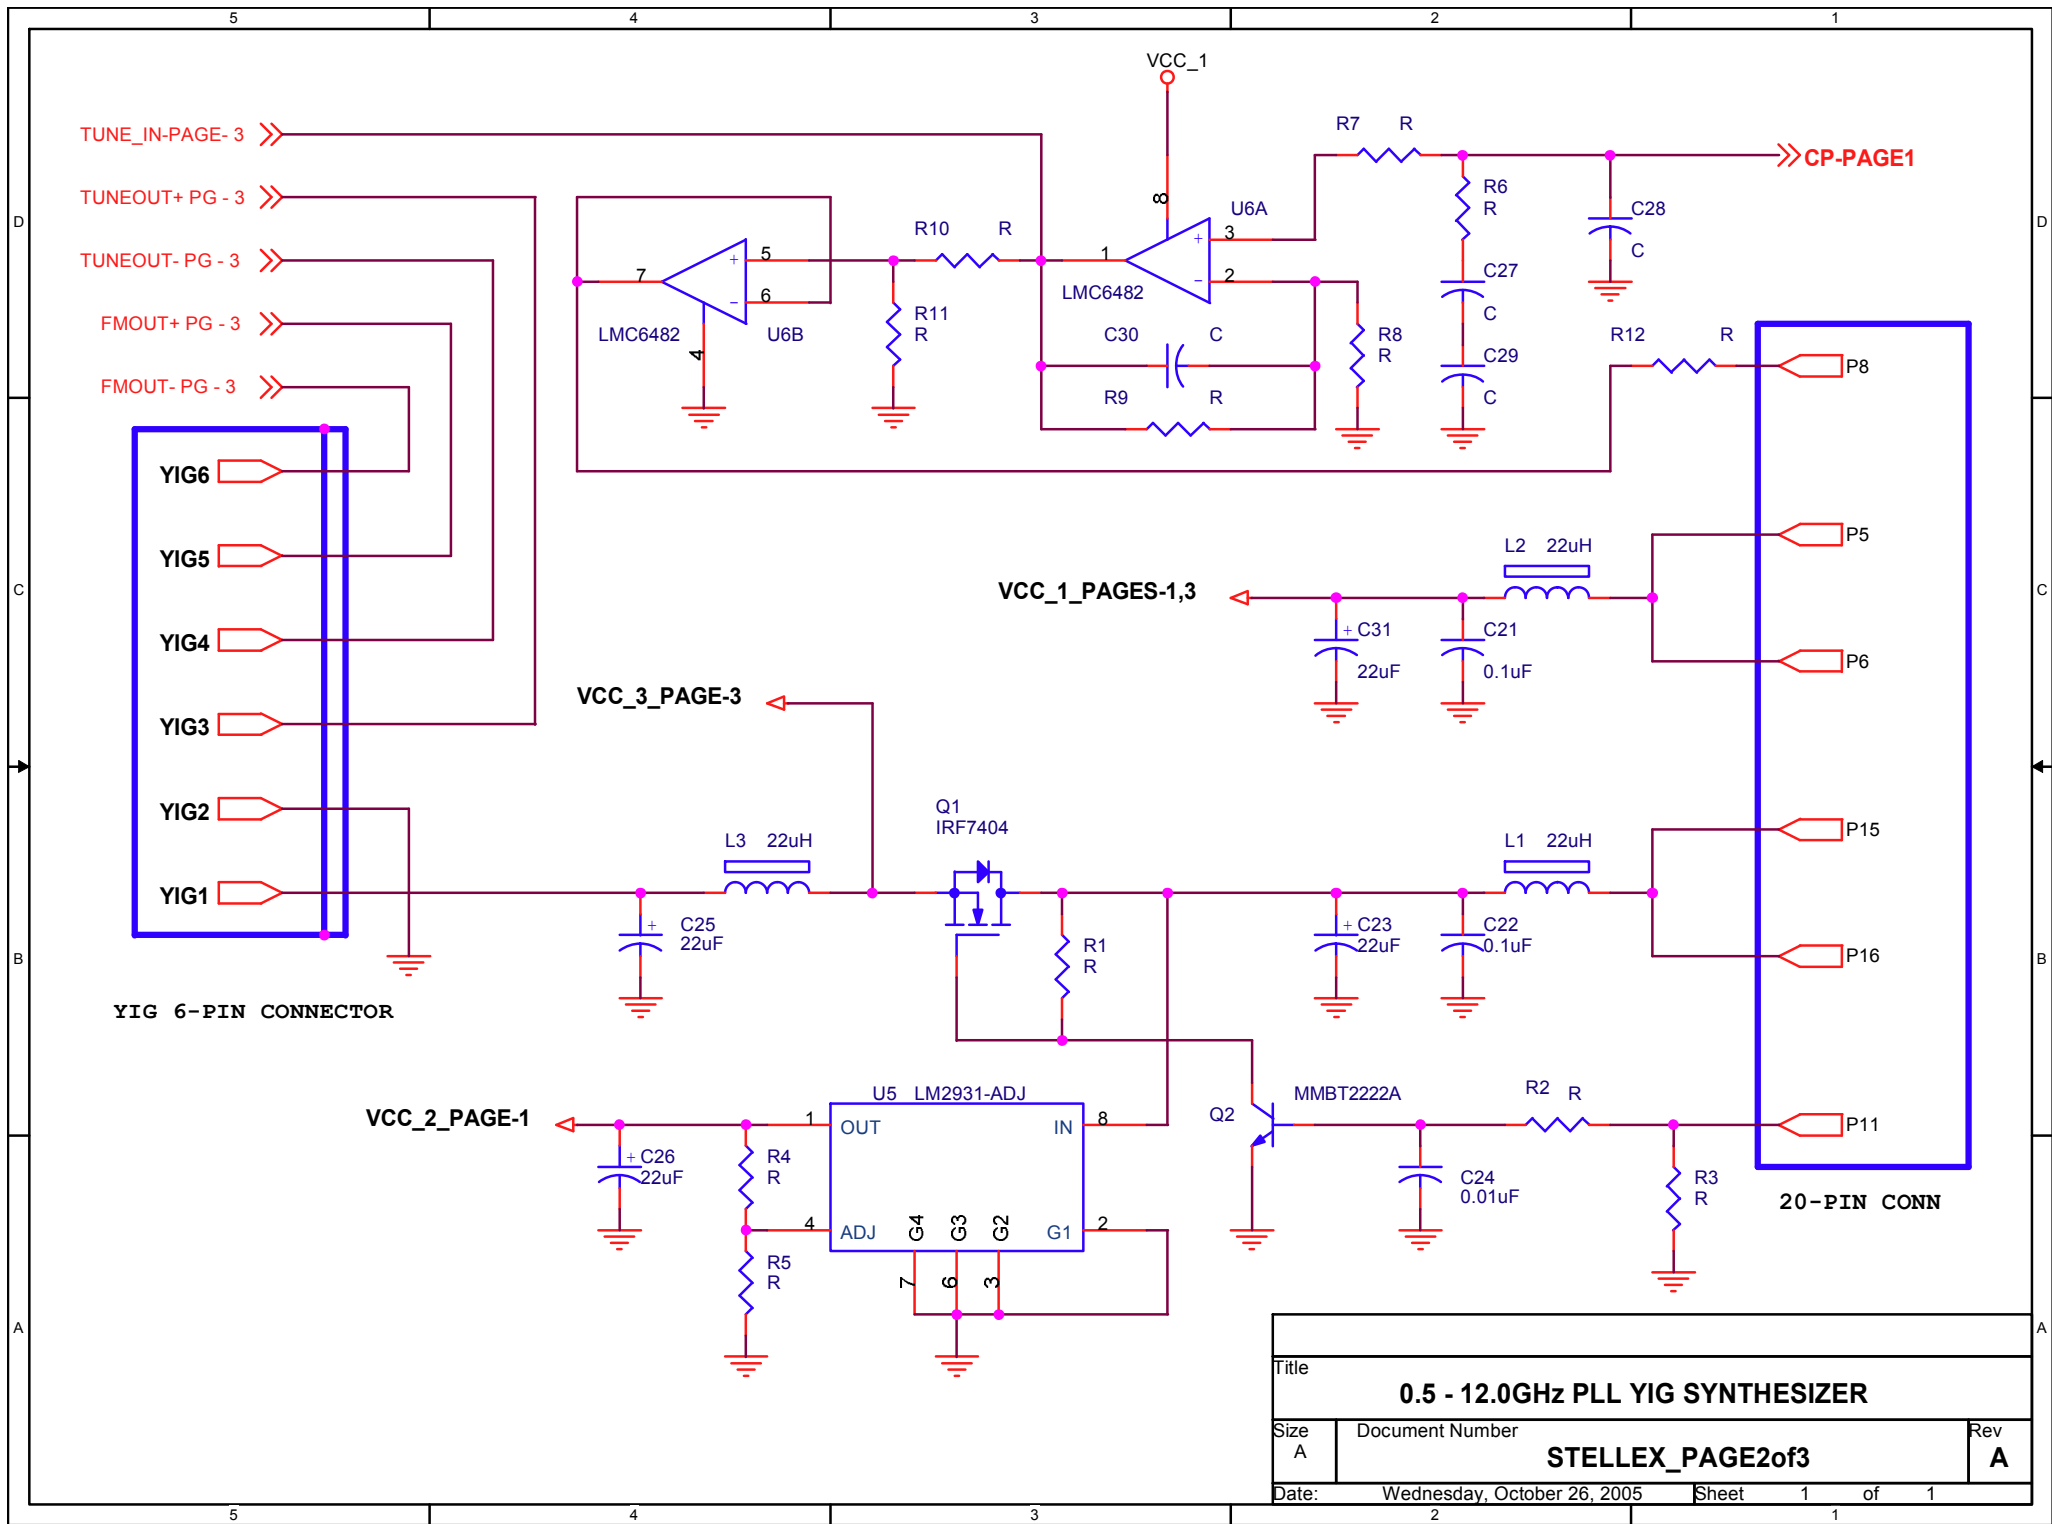 5 4 3 2 1
VCC_1
TUNE_IN-PAGE- 3
R7 R
CP-PAGE1
TUNEOUT+ PG - 3
R6
R
8
U6A
C28
D
R10 R
3
D
TUNEOUT- PG - 3
5
1
C
7
2
C27
6
LMC6482
C
FMOUT+ PG - 3
R11
R
LMC6482
U6B
C30 C
R8
R
R12 R
4
C29
P8
FMOUT- PG - 3
R9 R
C
YIG6
P5
L2 22uH
YIG5
C
VCC_1_PAGES-1,3
C
+ C31
22uF
C21
0.1uF
YIG4
P6
VCC_3_PAGE-3
YIG3
YIG2
Q1
IRF7404
P15
L3 22uH
L1 22uH
YIG1
+
C25
22uF
+ C23
22uF
C22
0.1uF
R1
R
P16
B
B
YIG 6-PIN CONNECTOR
U5 LM2931-ADJ
MMBT2222A
R2 R
VCC_2_PAGE-1
1
OUT
IN
8
Q2
P11
+ C26
22uF
R4
R
C24
0.01uF
R3
R
20-PIN CONN
4
ADJ
G4
G3
G2
G1
2
R5
R
7
6
3
A
A
Title
0.5 - 12.0GHz PLL YIG SYNTHESIZER
Size
A
Document Number
STELLEX_PAGE2of3
Rev
A
Date: Wednesday, October 26, 2005 Sheet 1 of 1
5 4 3 2 1